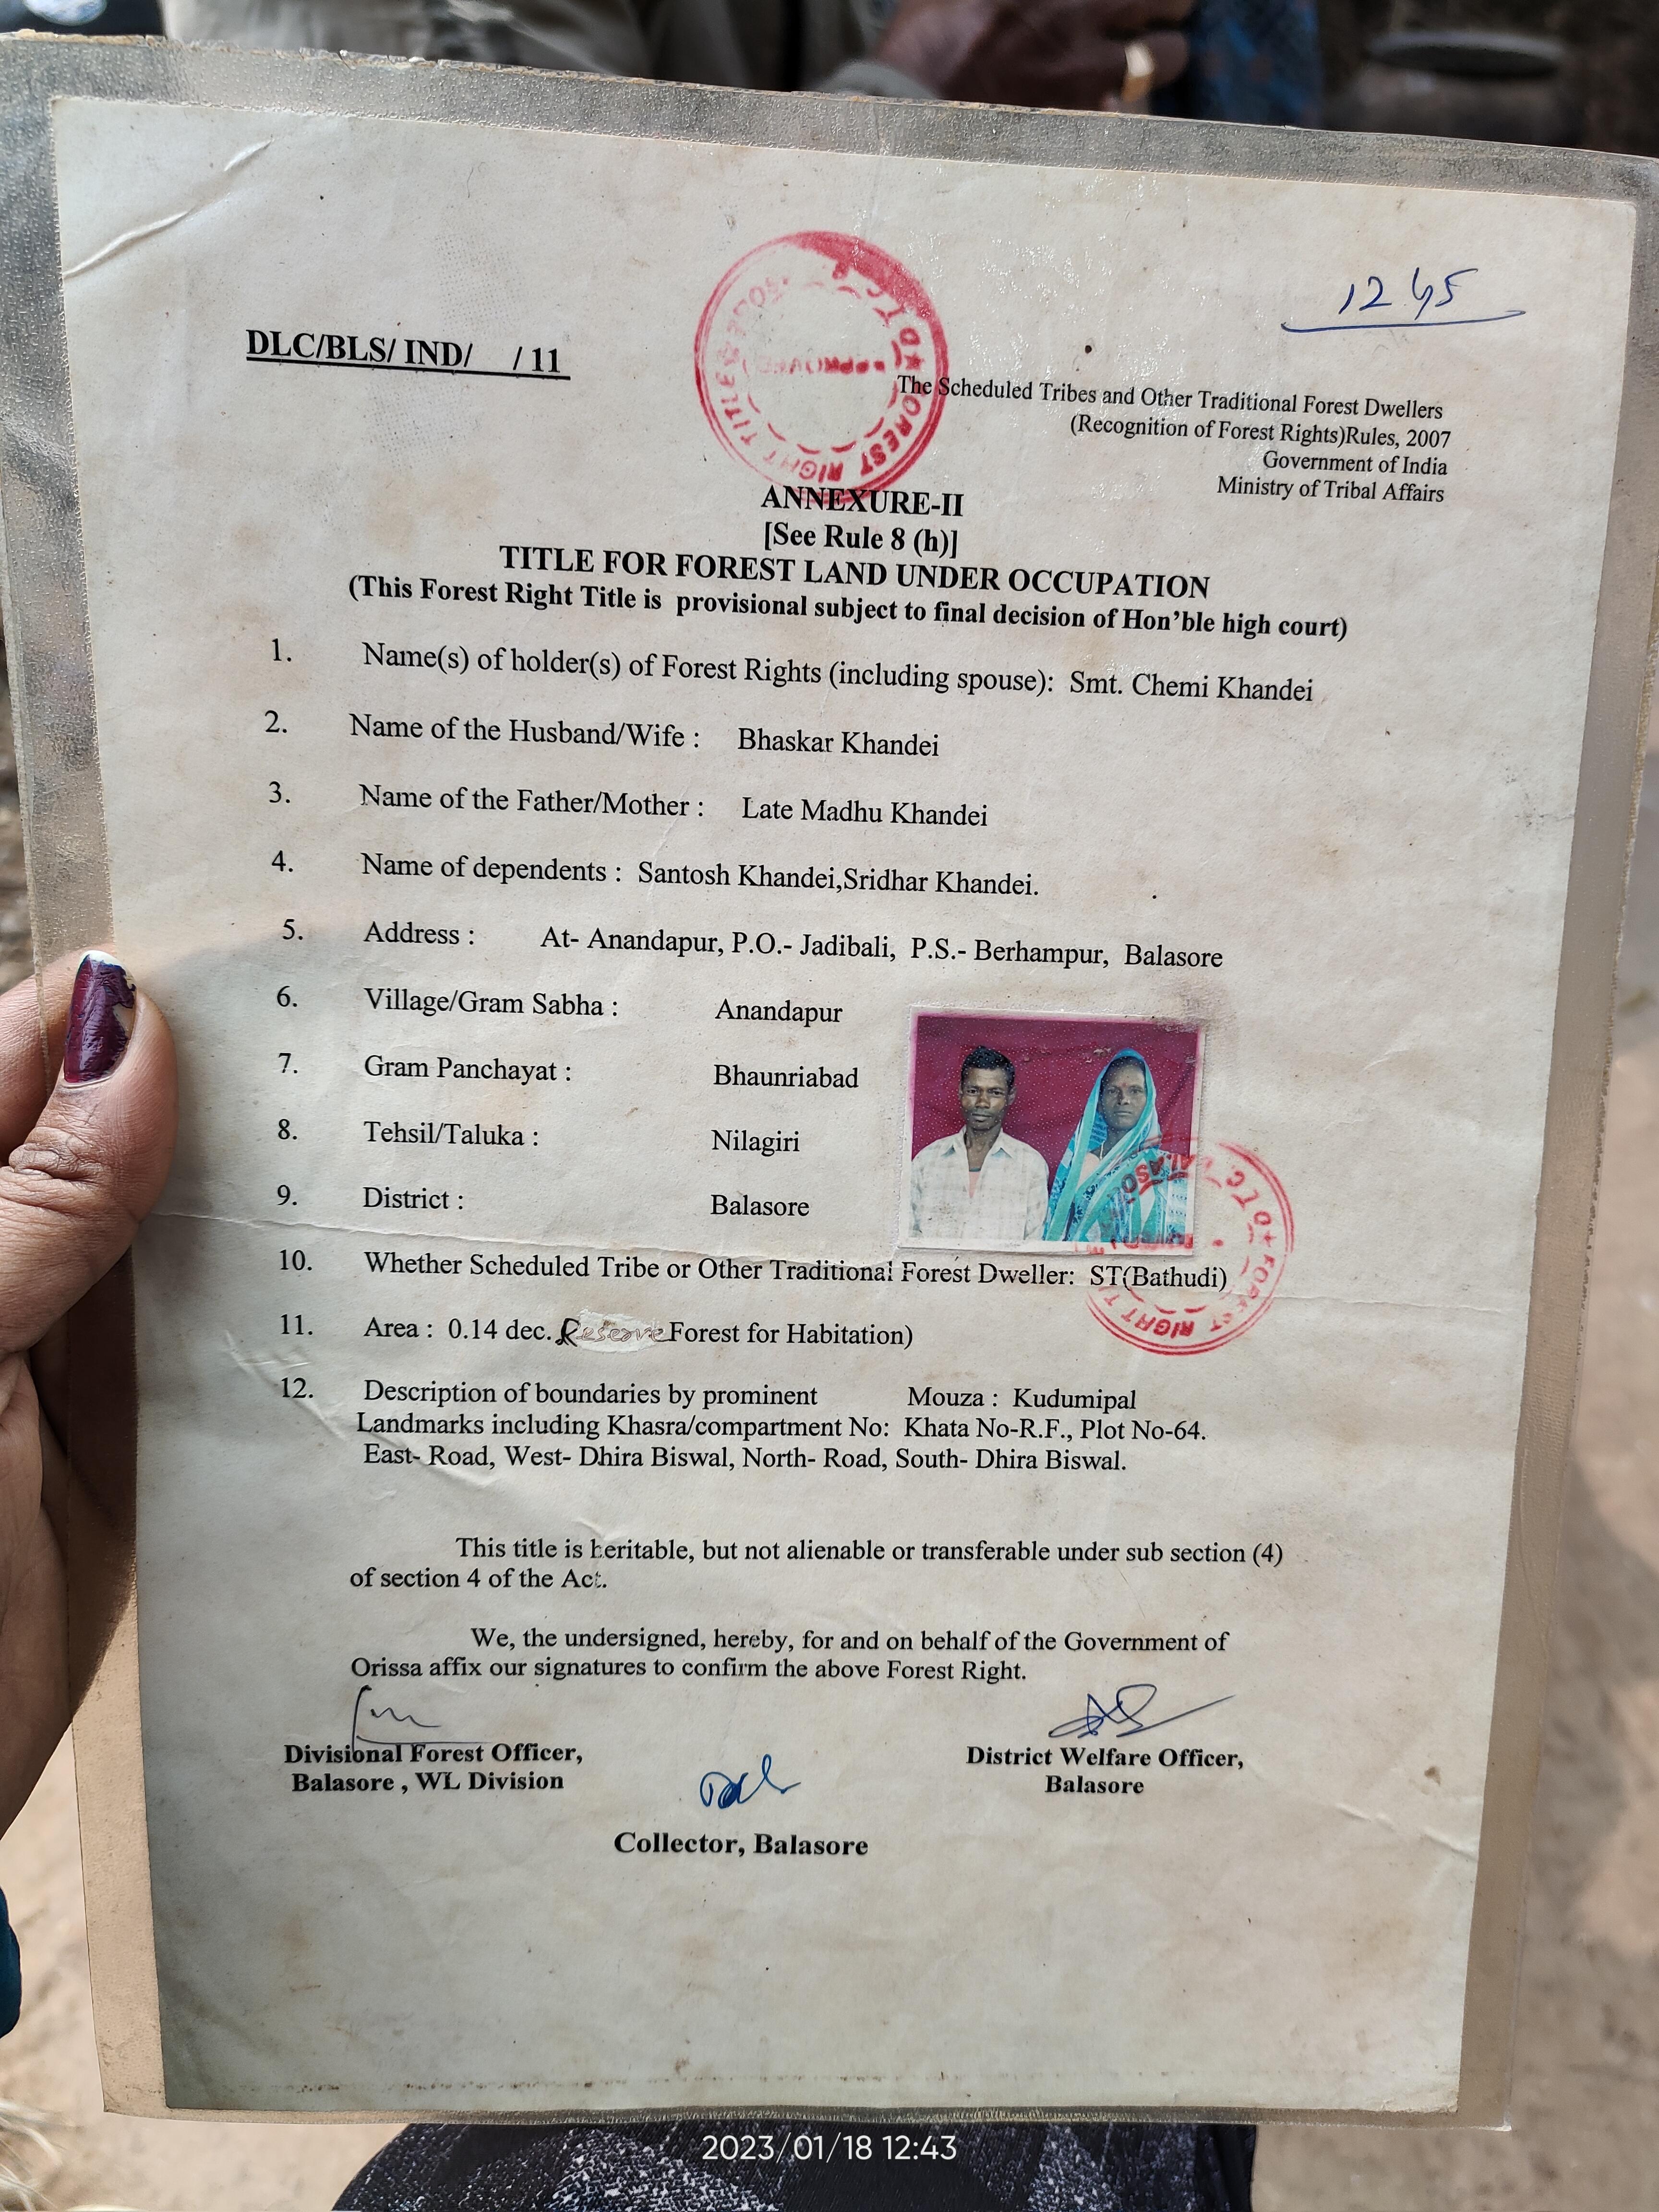 1245
DLC/BLS/ IND/ / 11
The Scheduled Tribes and Other Traditional Forest Dwellers
(Recognition of Forest Rights)Rules, 2007
Government of India
Ministry of Tribal Affairs
FOREST RIGHT TITLE
ANNEXURE-II
[See Rule 8 (h)]
TITLE FOR FOREST LAND UNDER OCCUPATION
(This Forest Right Title is provisional subject to final decision of Hon'ble high court)
1. Name(s) of holder(s) of Forest Rights (including spouse): Smt. Chemi Khandei
2. Name of the Husband/Wife : Bhaskar Khandei
3. Name of the Father/Mother : Late Madhu Khandei
4. Name of dependents : Santosh Khandei,Sridhar Khandei.
5. Address : At- Anandapur, P.O.- Jadibali, P.S.- Berhampur, Balasore
6. Village/Gram Sabha : Anandapur
7. Gram Panchayat : Bhaunriabad
8. Tehsil/Taluka : Nilagiri
9. District : Balasore
10. Whether Scheduled Tribe or Other Traditional Forest Dweller: ST(Bathudi)
11. Area : 0.14 dec. Reserve Forest for Habitation)
12. Description of boundaries by prominent Mouza : Kudumipal
Landmarks including Khasra/compartment No: Khata No-R.F., Plot No-64.
East- Road, West- Dhira Biswal, North- Road, South- Dhira Biswal.
This title is heritable, but not alienable or transferable under sub section (4)
of section 4 of the Act.
We, the undersigned, hereby, for and on behalf of the Government of
Orissa affix our signatures to confirm the above Forest Right.
Divisional Forest Officer,
Balasore , WL Division
District Welfare Officer,
Balasore
Collector, Balasore
2023/01/18 12:43